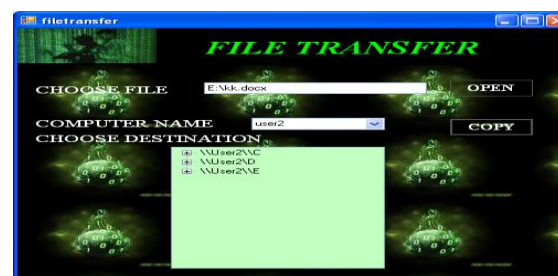 filetransfer
FILE TRANSFER
CHOOSE FILE E:\kk.docx OPEN
COMPUTER NAME user2 COPY
CHOOSE DESTINATION
\\User2\\C
\\User2\D
\\User2\\E